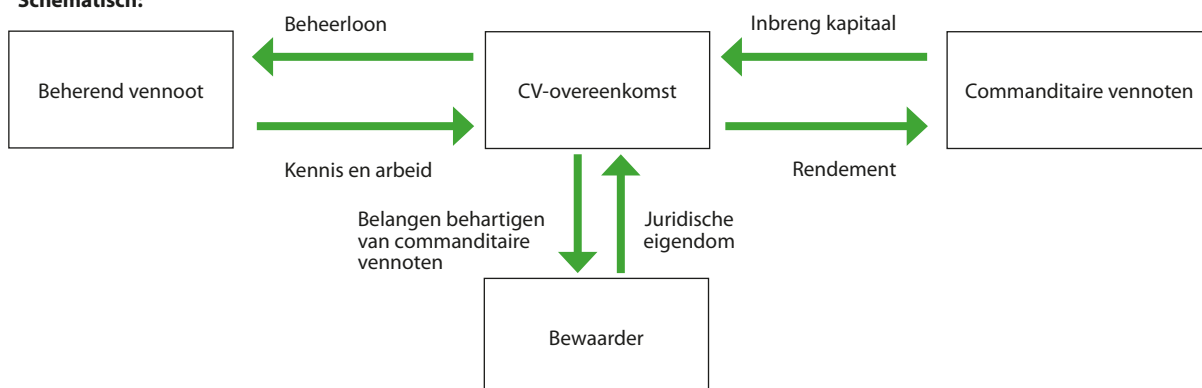 Schematisch:
Beheerloon
Inbreng kapitaal
Beherend vennoot
CV-overeenkomst
Commanditaire vennoten
Kennis en arbeid
Rendement
Belangen behartigen
van commanditaire
vennoten
Juridische
eigendom
Bewaarder